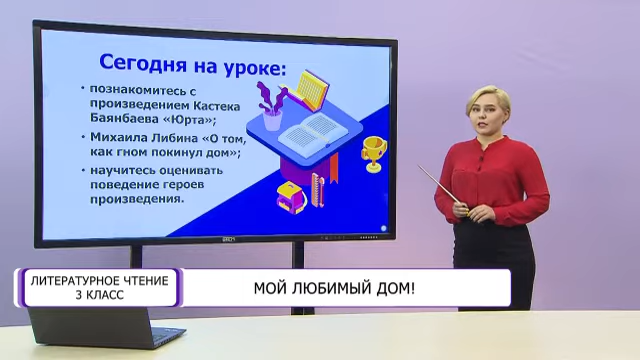 Сегодня на уроке:
• познакомитесь с
произведением Кастека
Баянбаева «Юрта»;
• Михаила Либина «О том,
как гном покинул дом»;
• научитесь оценивать
поведение героев
произведения.
ЛИТЕРАТУРНОЕ ЧТЕНИЕ
3 КЛАСС
МОЙ ЛЮБИМЫЙ ДОМ!